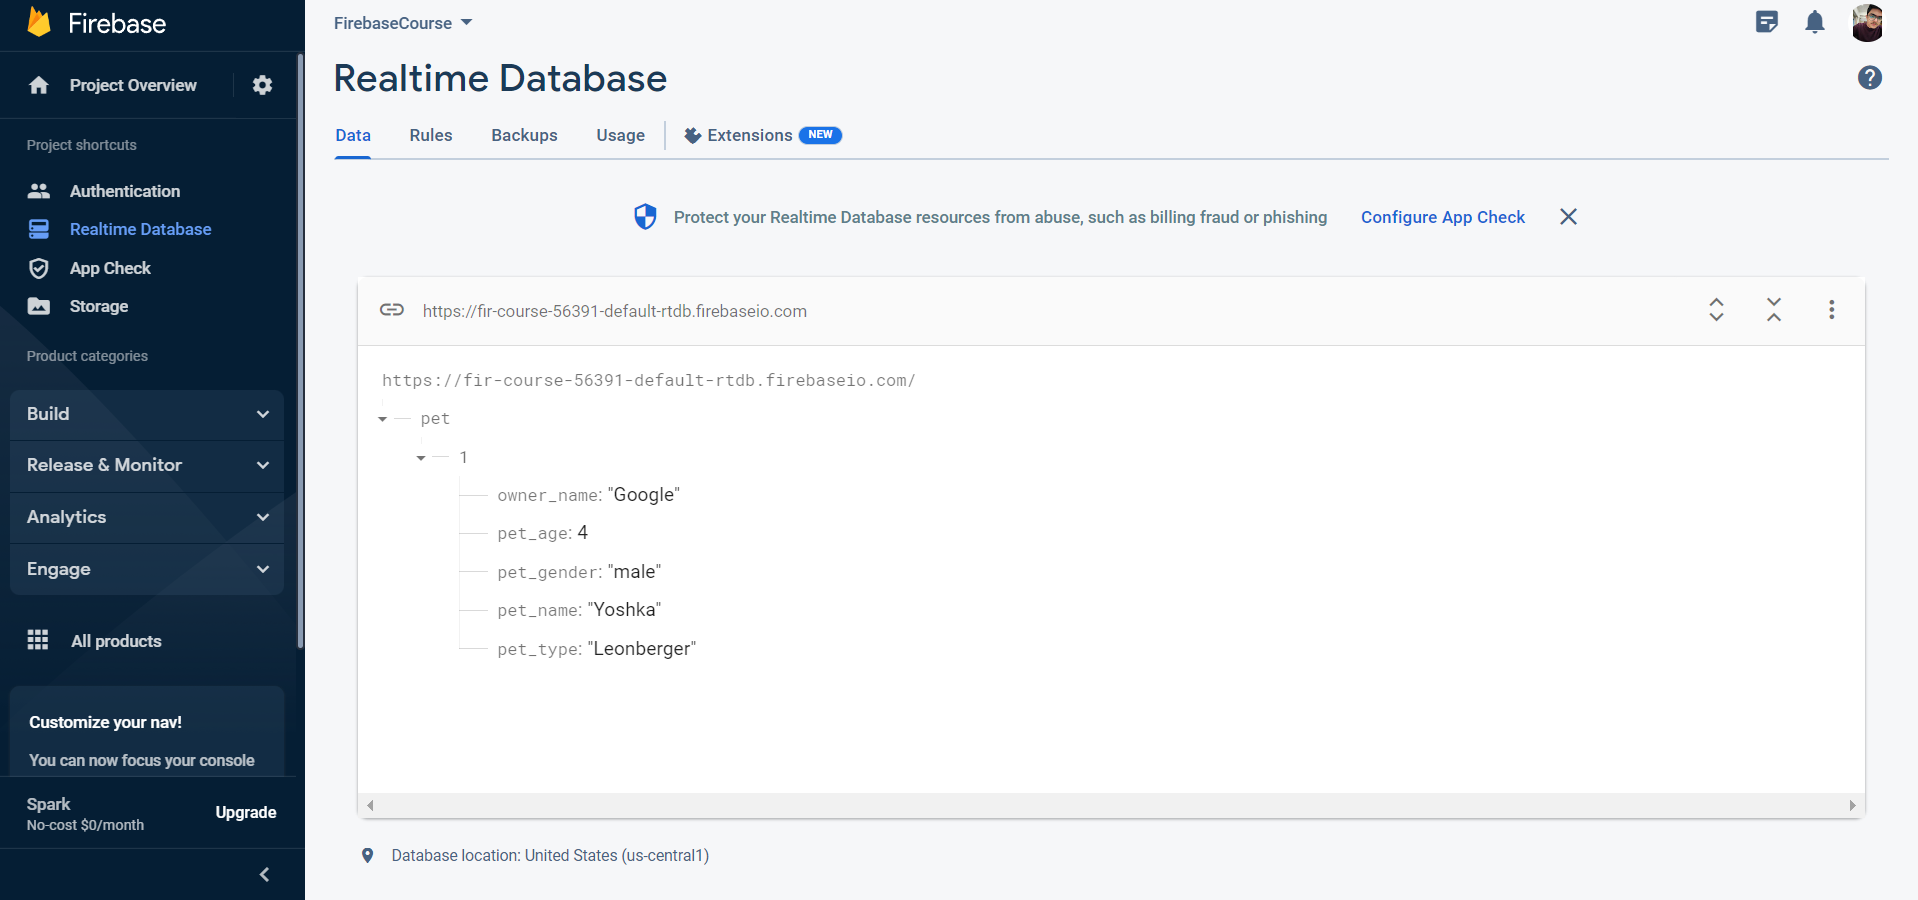 Firebase
Project Overview
Project shortcuts
Authentication
Realtime Database
App Check
Storage
Product categories
Build
Release & Monitor
Analytics
Engage
All products
Customize your nav!
You can now focus your console
Spark
No-cost $0/month
Upgrade
FirebaseCourse
Realtime Database
Data Rules Backups Usage Extensions NEW
Protect your Realtime Database resources from abuse, such as billing fraud or phishing Configure App Check
https://fir-course-56391-default-rtdb.firebaseio.com
https://fir-course-56391-default-rtdb.firebaseio.com/
pet
1
owner_name: "Google"
pet_age: 4
pet_gender: "male"
pet_name: "Yoshka"
pet_type: "Leonberger"
Database location: United States (us-central1)